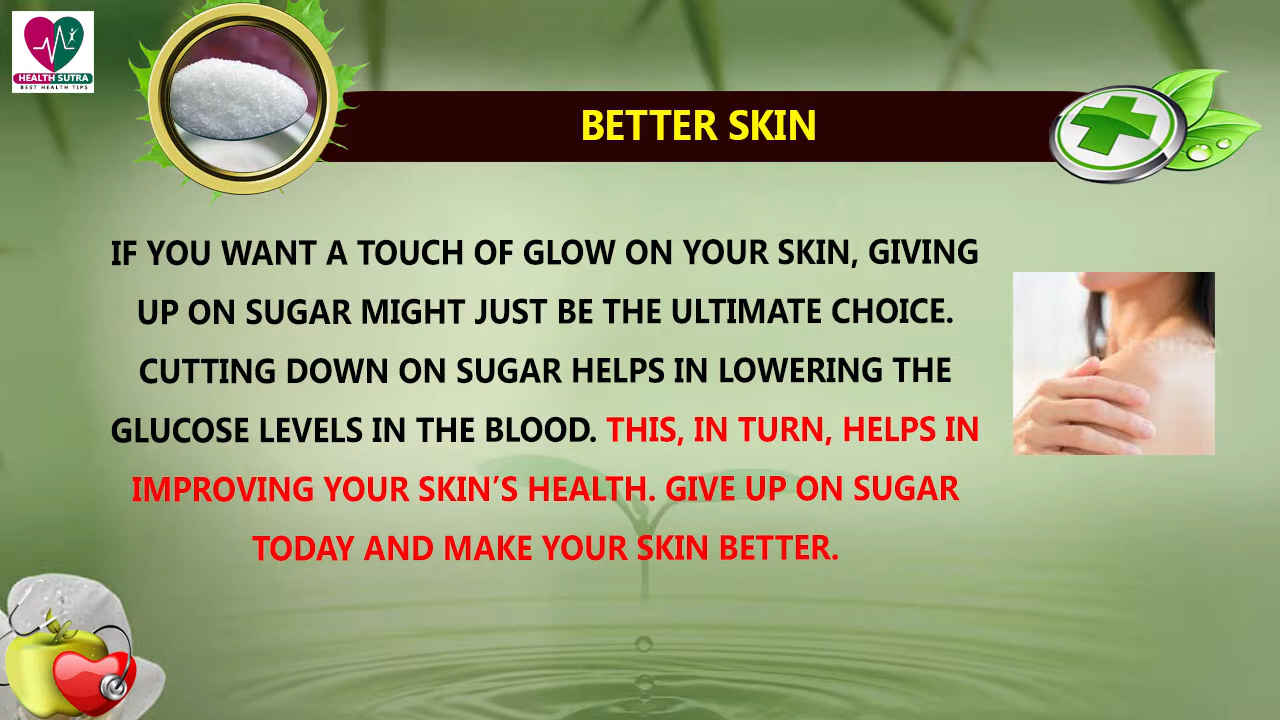 HEALTH SUTRA
BEST HEALTH TIPS
BETTER SKIN
IF YOU WANT A TOUCH OF GLOW ON YOUR SKIN, GIVING
UP ON SUGAR MIGHT JUST BE THE ULTIMATE CHOICE.
CUTTING DOWN ON SUGAR HELPS IN LOWERING THE
GLUCOSE LEVELS IN THE BLOOD. THIS, IN TURN, HELPS IN
IMPROVING YOUR SKIN’S HEALTH. GIVE UP ON SUGAR
TODAY AND MAKE YOUR SKIN BETTER.